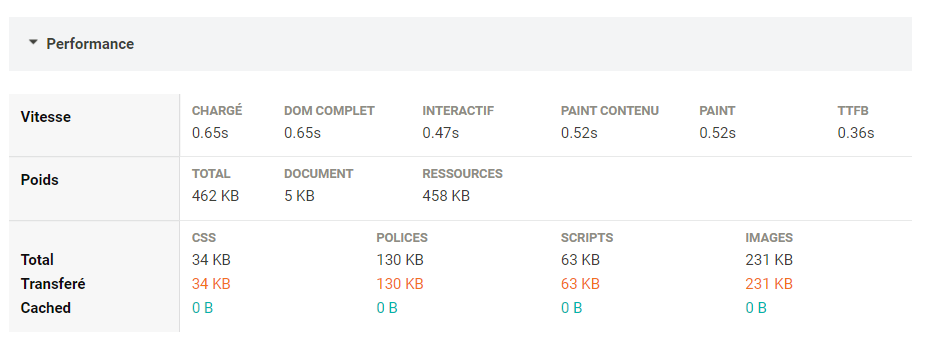 Performance
Vitesse
CHARGÉ DOM COMPLET INTERACTIF PAINT CONTENU PAINT TTFB
0.65s 0.65s 0.47s 0.52s 0.52s 0.36s
Poids
TOTAL DOCUMENT RESSOURCES
462 KB 5 KB 458 KB
CSS POLICES SCRIPTS IMAGES
Total 34 KB 130 KB 63 KB 231 KB
Transferé 34 KB 130 KB 63 KB 231 KB
Cached 0 B 0 B 0 B 0 B